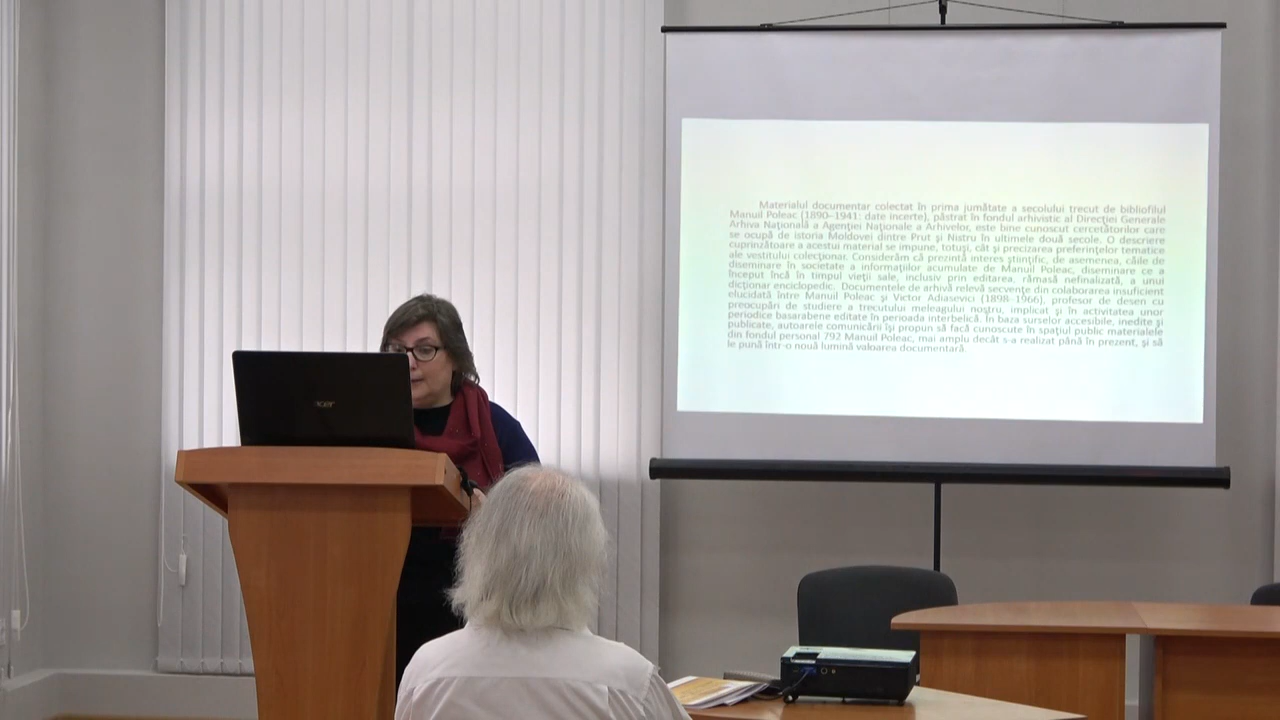 Materialul documentar colectat în prima jumătate a secolului trecut de bibliofilul
Manuil Poleac (1890–1941: date incerte), păstrat în fondul arhivistic al Direcției Generale
Arhiva Națională a Agenției Naționale a Arhivelor, este bine cunoscut cercetătorilor care
se ocupă de istoria Moldovei dintre Prut și Nistru în ultimele două secole. O descriere
cuprinzătoare a acestui material se impune, totuși, cât și precizarea preferințelor tematice
ale vestitului colecționar. Considerăm că prezintă interes științific, de asemenea, căile de
diseminare în societate a informațiilor acumulate de Manuil Poleac, diseminare ce a
început încă în timpul vieții sale, inclusiv prin editarea, rămasă nefinalizată, a unui
dicționar enciclopedic. Documentele de arhivă relevă secvențe din colaborarea insuficient
elucidată între Manuil Poleac și Victor Adiasevici (1898–1966), profesor de desen cu
preocupări de studiere a trecutului meleagului nostru, implicat și în activitatea unor
periodice basarabene editate în perioada interbelică. În baza surselor accesibile, inedite și
publicate, autoarele comunicării își propun să facă cunoscute în spațiul public materialele
din fondul personal 792 Manuil Poleac, mai amplu decât s-a realizat până în prezent, și să
le pună într-o nouă lumină valoarea documentară.
acer